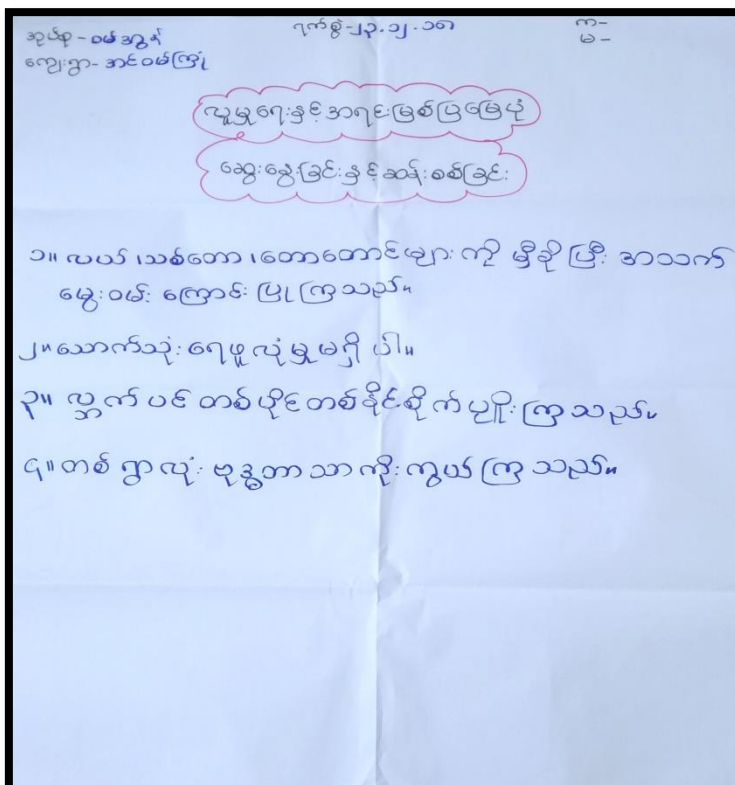 အုပ်စု - ဝမ်အွန် ရက်စွဲ - ၂၃.၁၂.၁၈ က -
ကျေးရွာ - အင်ဝမ်ကြုံ မ -
လူမှုရေးနှင့်အရင်းမြစ်ပြမြေပုံ
ဆွေးနွေးခြင်းနှင့်ဆန်းစစ်ခြင်း
၁။ လယ်၊သစ်တော၊တောတောင်များ ကို မှီခို ပြီး အသက်
မွေးဝမ်း ကြောင်း ပြု ကြသည်။
၂။ သောက်သုံး ရေဖူလုံမှုမရှိ ပါ။
၃။ လ္ဘက်ပင်တစ်ပိုင်တစ်နိုင်စိုက်ပျိုးကြသည်။
၄။ တစ်ရွာလုံး ဗုဒ္ဓဘာသာကိုးကွယ်ကြသည်။